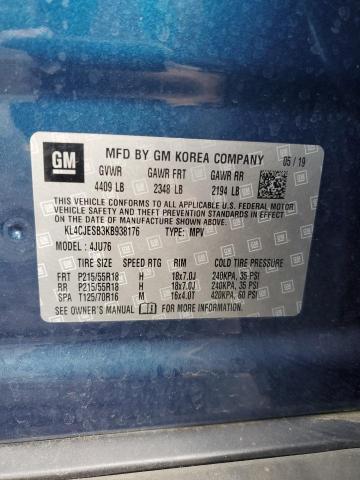 GM
MFD BY GM KOREA COMPANY
05/19
GVWR GAWR FRT GAWR RR
4409 LB 2348 LB 2194 LB
THIS VEHICLE CONFORMS TO ALL APPLICABLE U.S. FEDERAL MOTOR
VEHICLE SAFETY, BUMPER, AND THEFT PREVENTION STANDARDS
IN EFFECT ON THE DATE OF MANUFACTURE SHOWN ABOVE.
KL4CJESB3KB938176 TYPE: MPV
MODEL: 4JU76
TIRE SIZE SPEED RTG RIM COLD TIRE PRESSURE
FRT P215/55R18 H 18x7.0J 240KPA, 35 PSI
RR P215/55R18 H 18x7.0J 240KPA, 35 PSI
SPA T125/70R16 M 16x4.0T 420KPA, 60 PSI
SEE OWNER'S MANUAL FOR MORE INFORMATION